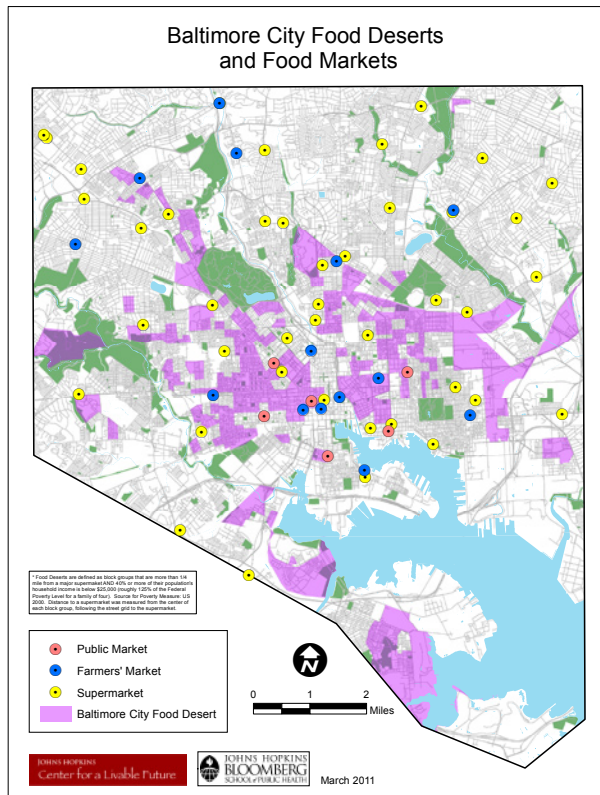 Baltimore City Food Deserts
and Food Markets
* Food Deserts are defined as block groups that are more than 1/4
mile from a major supermaket AND 40% or more of their population's
household income is below $25,000 (roughly 125% of the Federal
Poverty Level for a family of four). Source for Poverty Measure: US
2000. Distance to a supermarket was measured from the center of
each block group, following the street grid to the supermarket.
Public Market
Farmers' Market
Supermarket
Baltimore City Food Desert
N
0 1 2
Miles
JOHNS HOPKINS
Center for a Livable Future
JOHNS HOPKINS
BLOOMBERG
SCHOOL of PUBLIC HEALTH
March 2011